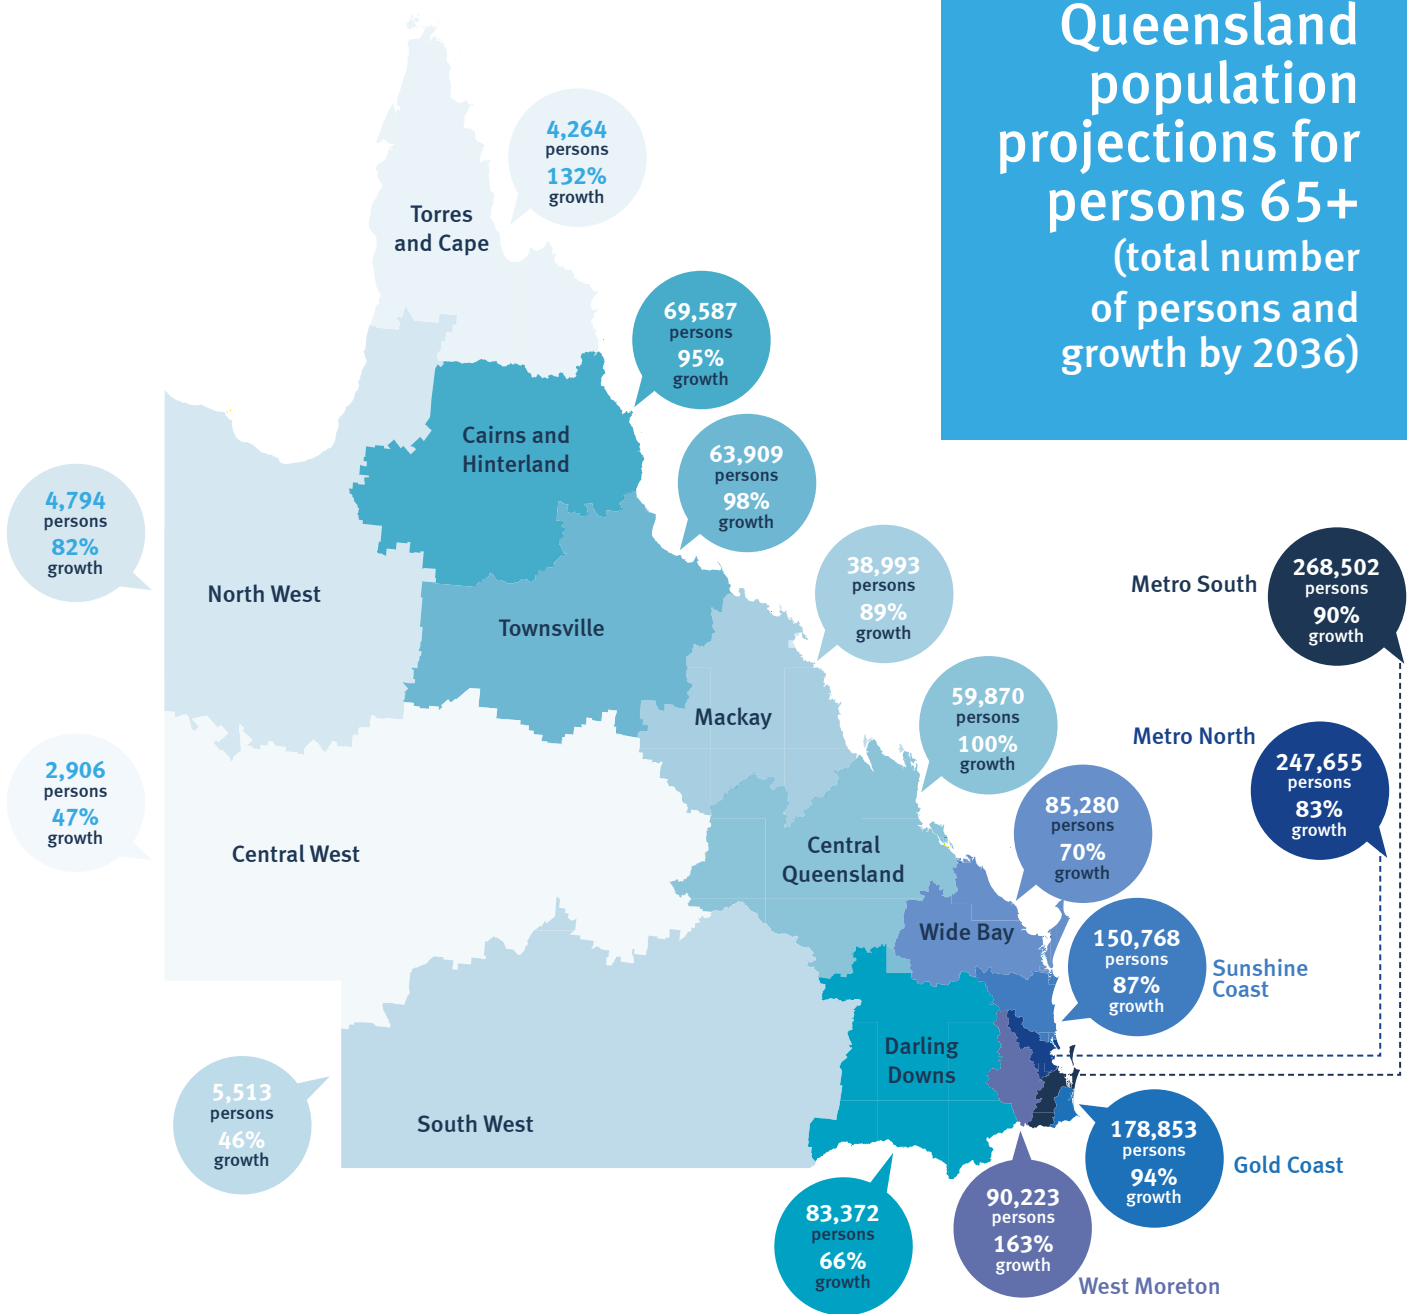 Queensland
population
projections for
persons 65+
(total number
of persons and
growth by 2036)
4,264
persons
132%
growth
Torres
and Cape
69,587
persons
95%
growth
Cairns and
Hinterland
63,909
persons
98%
growth
4,794
persons
82%
growth
North West
Townsville
38,993
persons
89%
growth
Metro South
268,502
persons
90%
growth
Mackay
59,870
persons
100%
growth
Metro North
247,655
persons
83%
growth
2,906
persons
47%
growth
Central West
Central
Queensland
85,280
persons
70%
growth
Wide Bay
150,768
persons
87%
growth
Sunshine
Coast
Darling
Downs
5,513
persons
46%
growth
South West
178,853
persons
94%
growth
Gold Coast
83,372
persons
66%
growth
90,223
persons
163%
growth
West Moreton